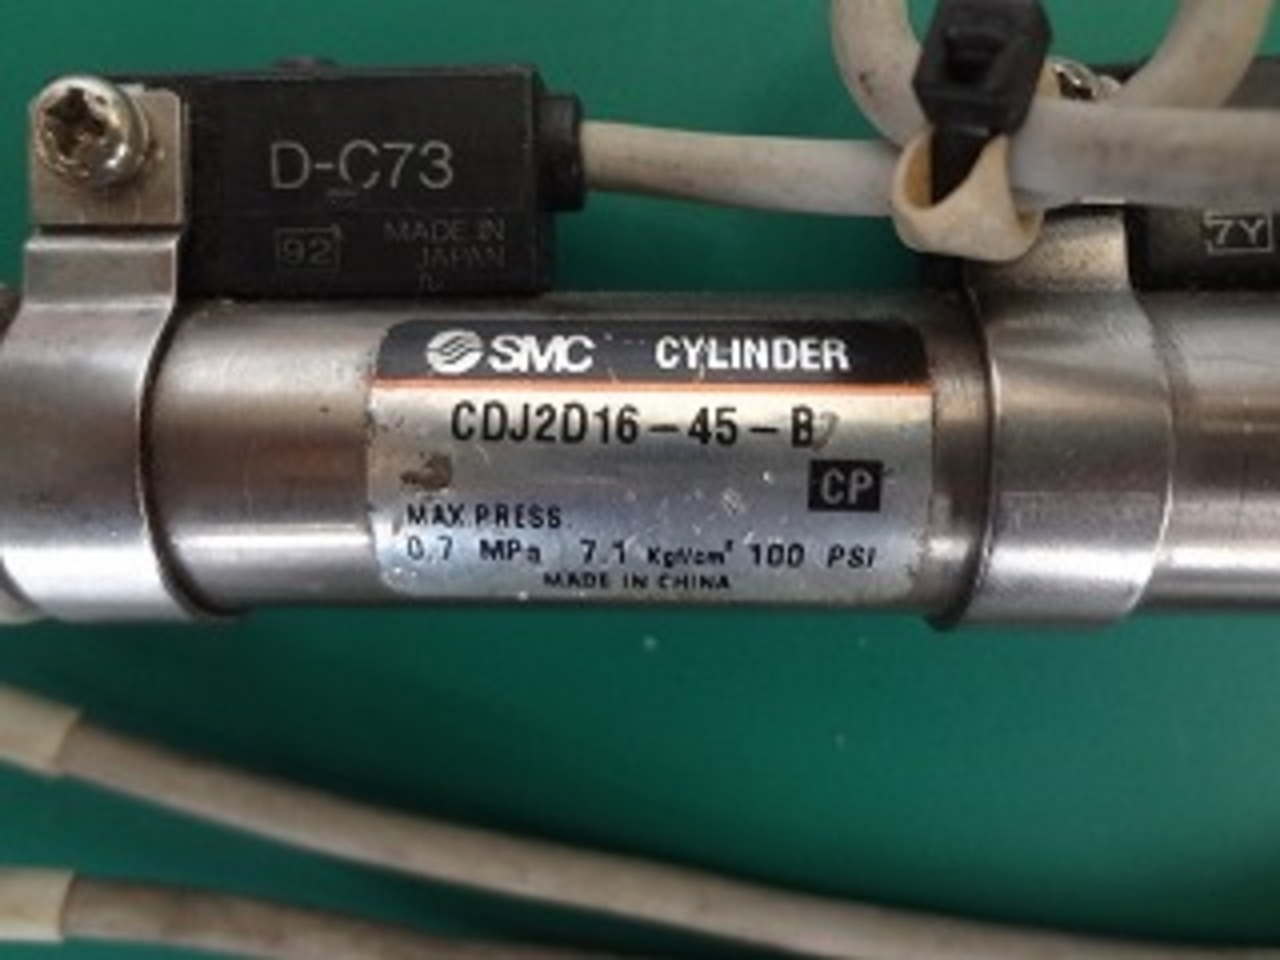 D-C73
92
MADE IN
JAPAN
7Y
SMC CYLINDER
CDJ2D16-45-B
CP
MAX.PRESS.
0.7 MPa 7.1 Kgf/cm² 100 PSI
MADE IN CHINA